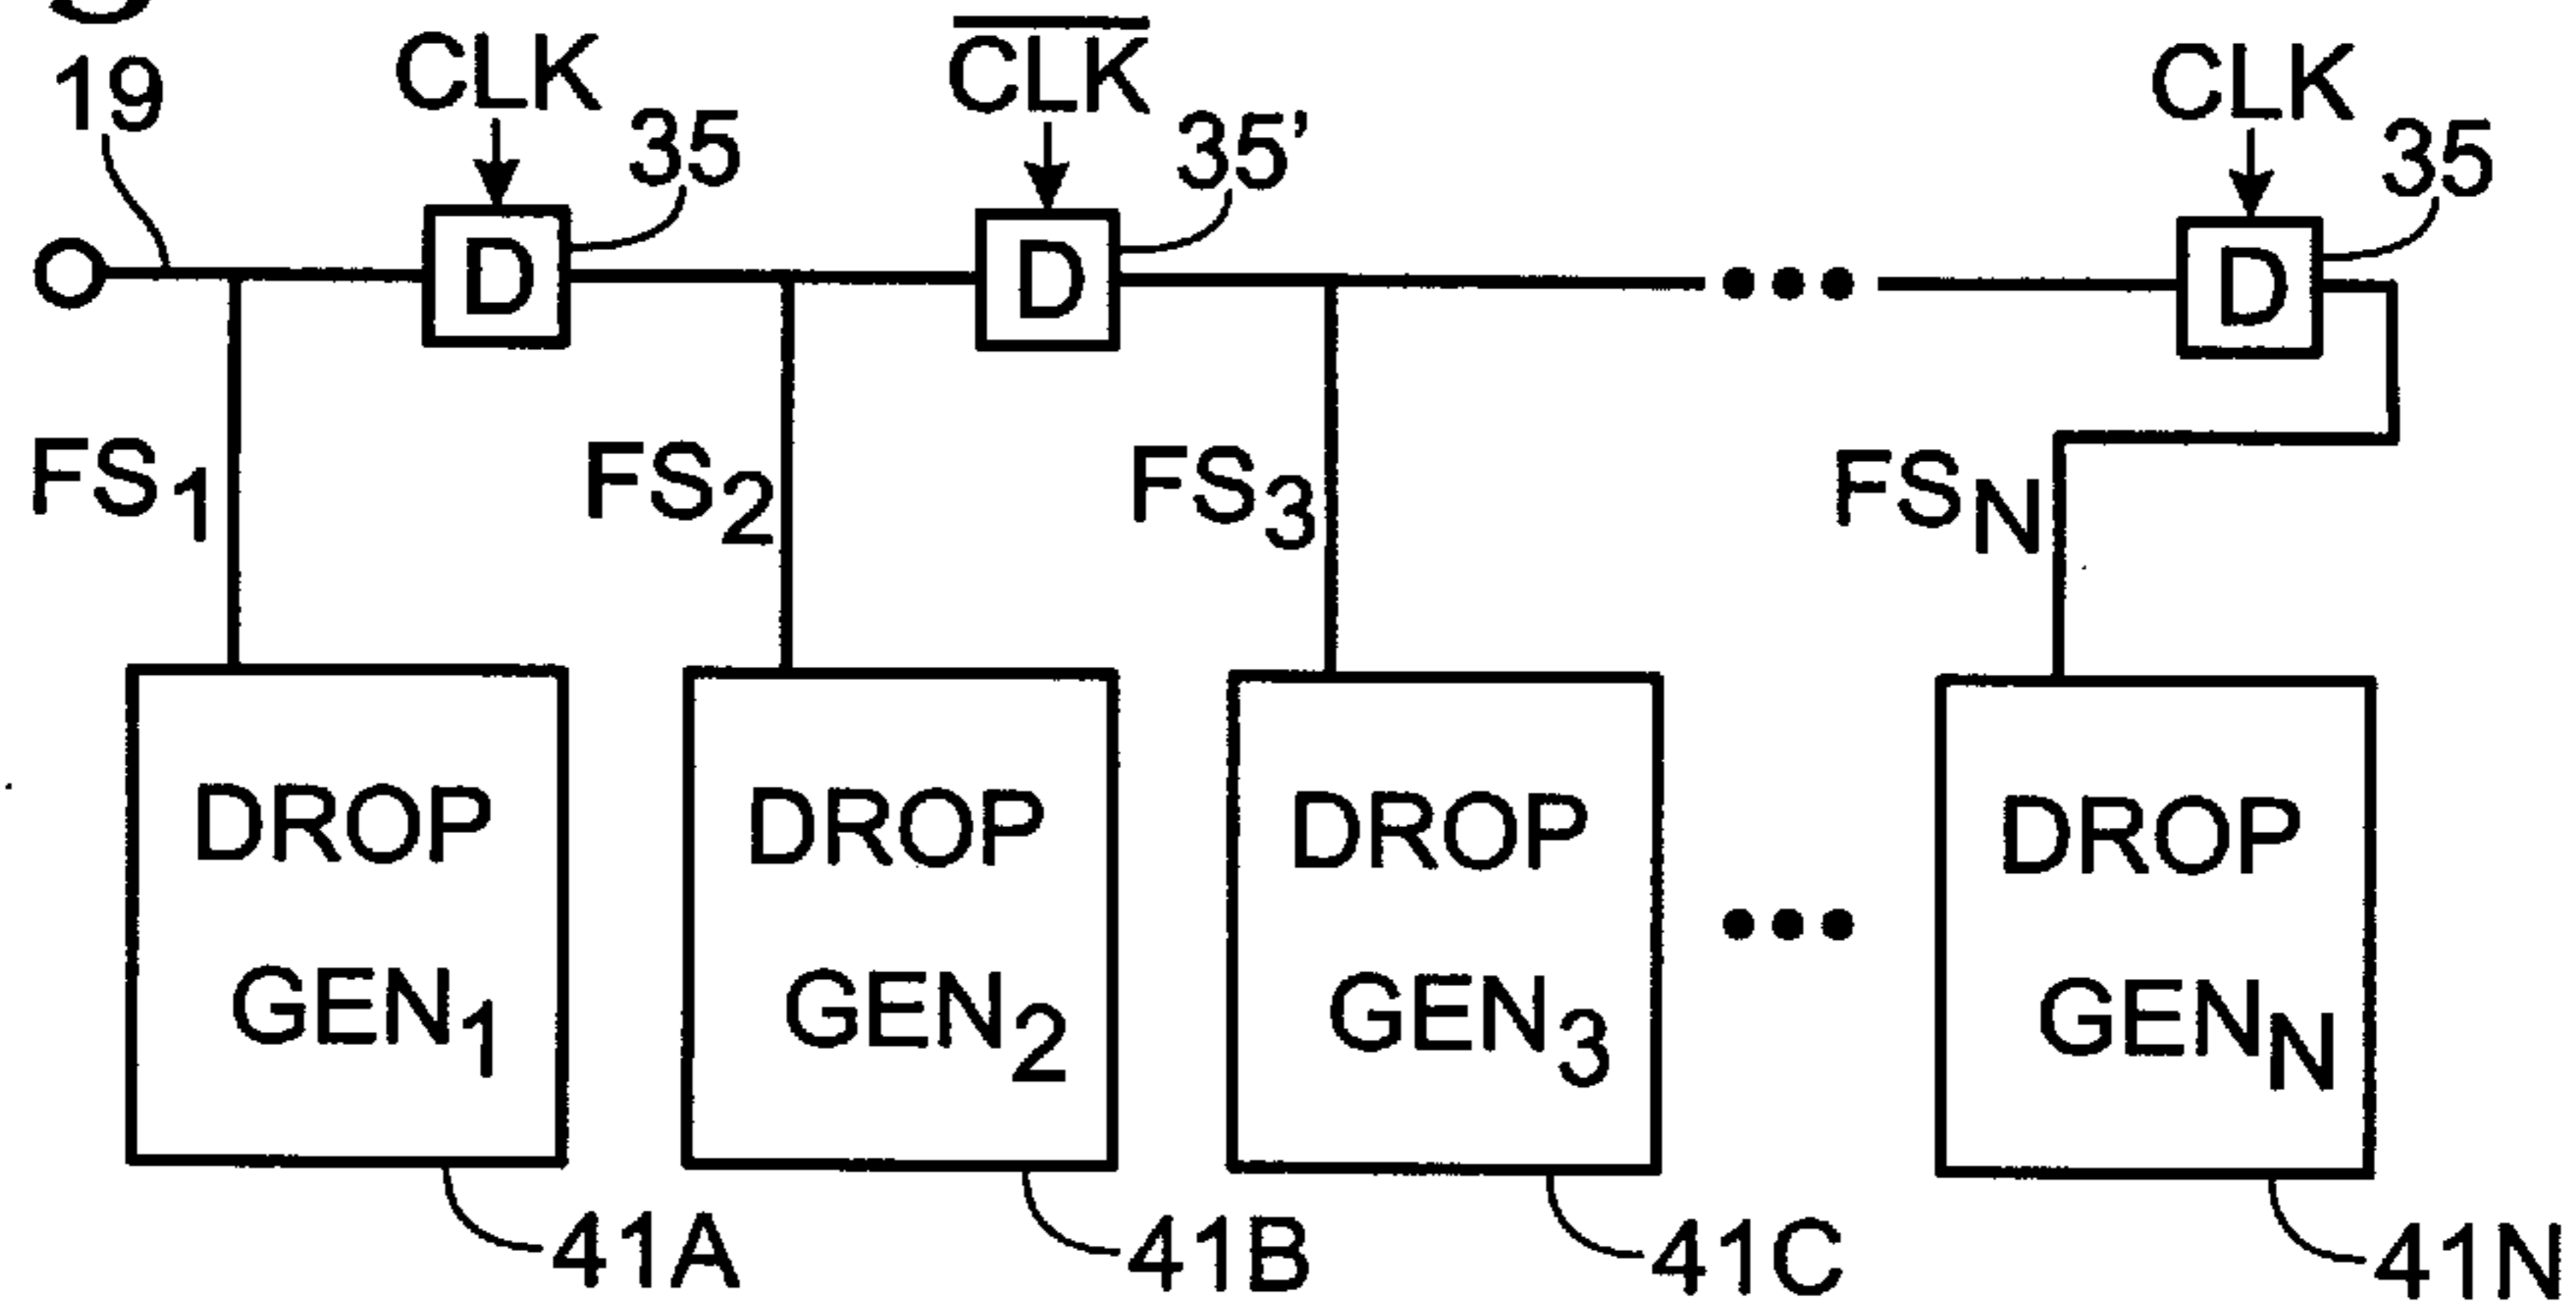 19
CLK
35
C̅L̅K̅
35’
CLK
35
D
D
D
FS1
FS2
FS3
FSN
DROP
GEN1
DROP
GEN2
DROP
GEN3
DROP
GENN
41A
41B
41C
41N